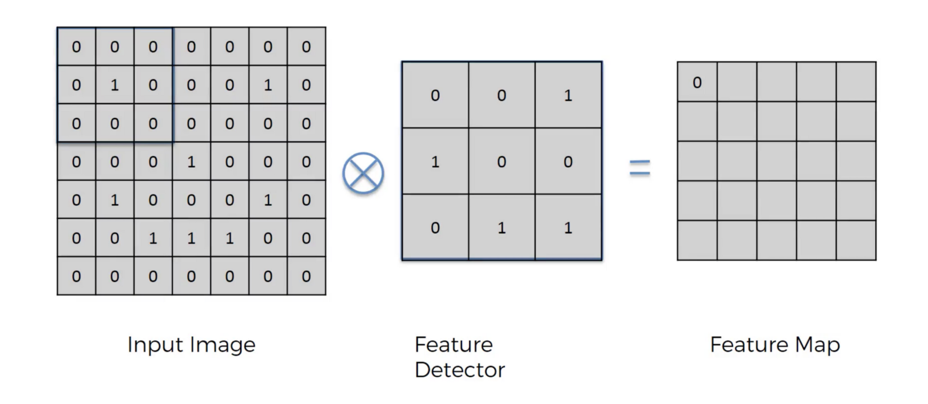 0 0 0 0 0 0 0
0 1 0 0 0 1 0
0 0 0 0 0 0 0
0 0 0 1 0 0 0
0 1 0 0 0 1 0
0 0 1 1 1 0 0
0 0 0 0 0 0 0
Input Image
0 0 1
1 0 0
0 1 1
Feature
Detector
=
0
Feature Map